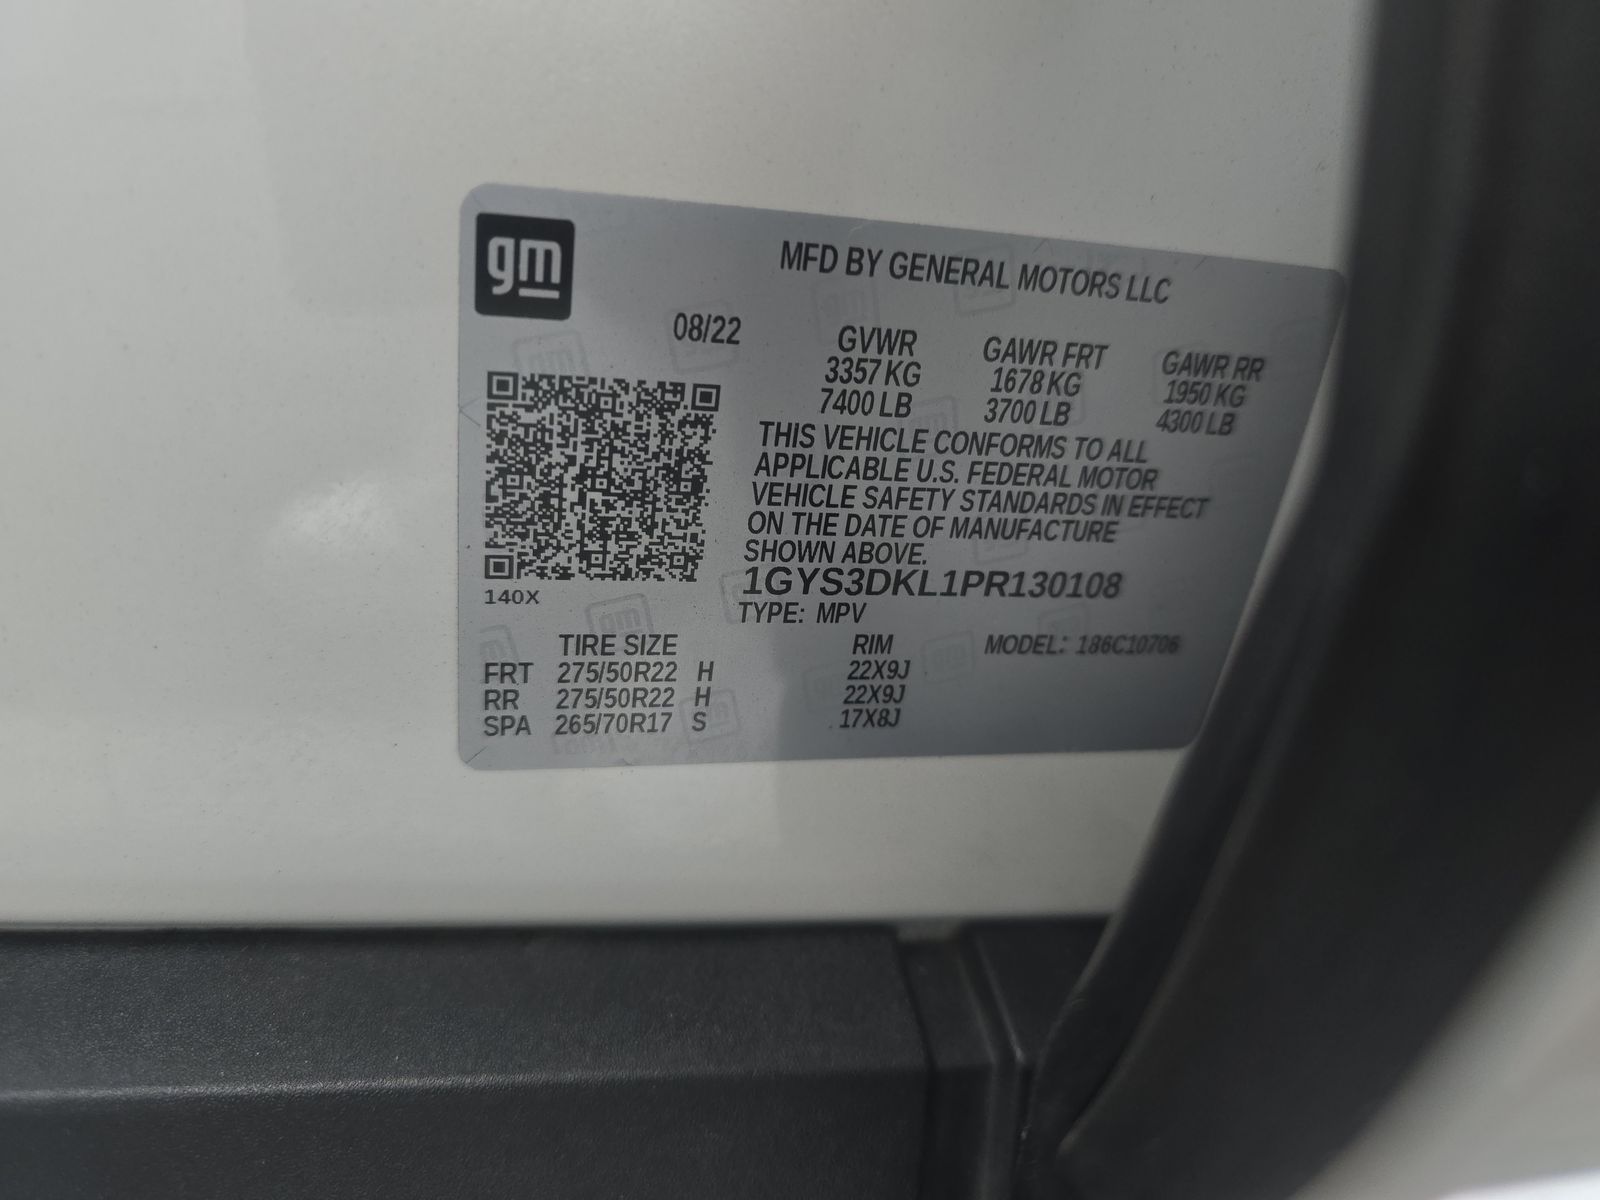 gm
MFD BY GENERAL MOTORS LLC
08/22 GVWR GAWR FRT GAWR RR
3357 KG 1678 KG 1950 KG
7400 LB 3700 LB 4300 LB
THIS VEHICLE CONFORMS TO ALL
APPLICABLE U.S. FEDERAL MOTOR
VEHICLE SAFETY STANDARDS IN EFFECT
ON THE DATE OF MANUFACTURE
SHOWN ABOVE.
1GYS3DKL1PR130108
140X
TYPE: MPV
TIRE SIZE RIM MODEL: 186C10706
FRT 275/50R22 H 22X9J
RR 275/50R22 H 22X9J
SPA 265/70R17 S 17X8J